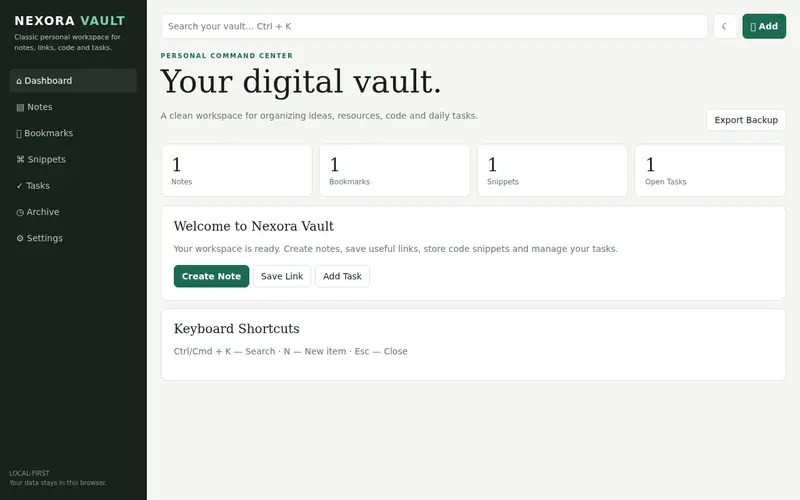 NEXORA VAULT
Classic personal workspace for
notes, links, code and tasks.
Dashboard
Notes
Bookmarks
Snippets
Tasks
Archive
Settings
LOCAL-FIRST
Your data stays in this browser.
Search your vault... Ctrl + K
Add
PERSONAL COMMAND CENTER
Your digital vault.
A clean workspace for organizing ideas, resources, code and daily tasks.
Export Backup
1
Notes
1
Bookmarks
1
Snippets
1
Open Tasks
Welcome to Nexora Vault
Your workspace is ready. Create notes, save useful links, store code snippets and manage your tasks.
Create Note
Save Link
Add Task
Keyboard Shortcuts
Ctrl/Cmd + K — Search · N — New item · Esc — Close